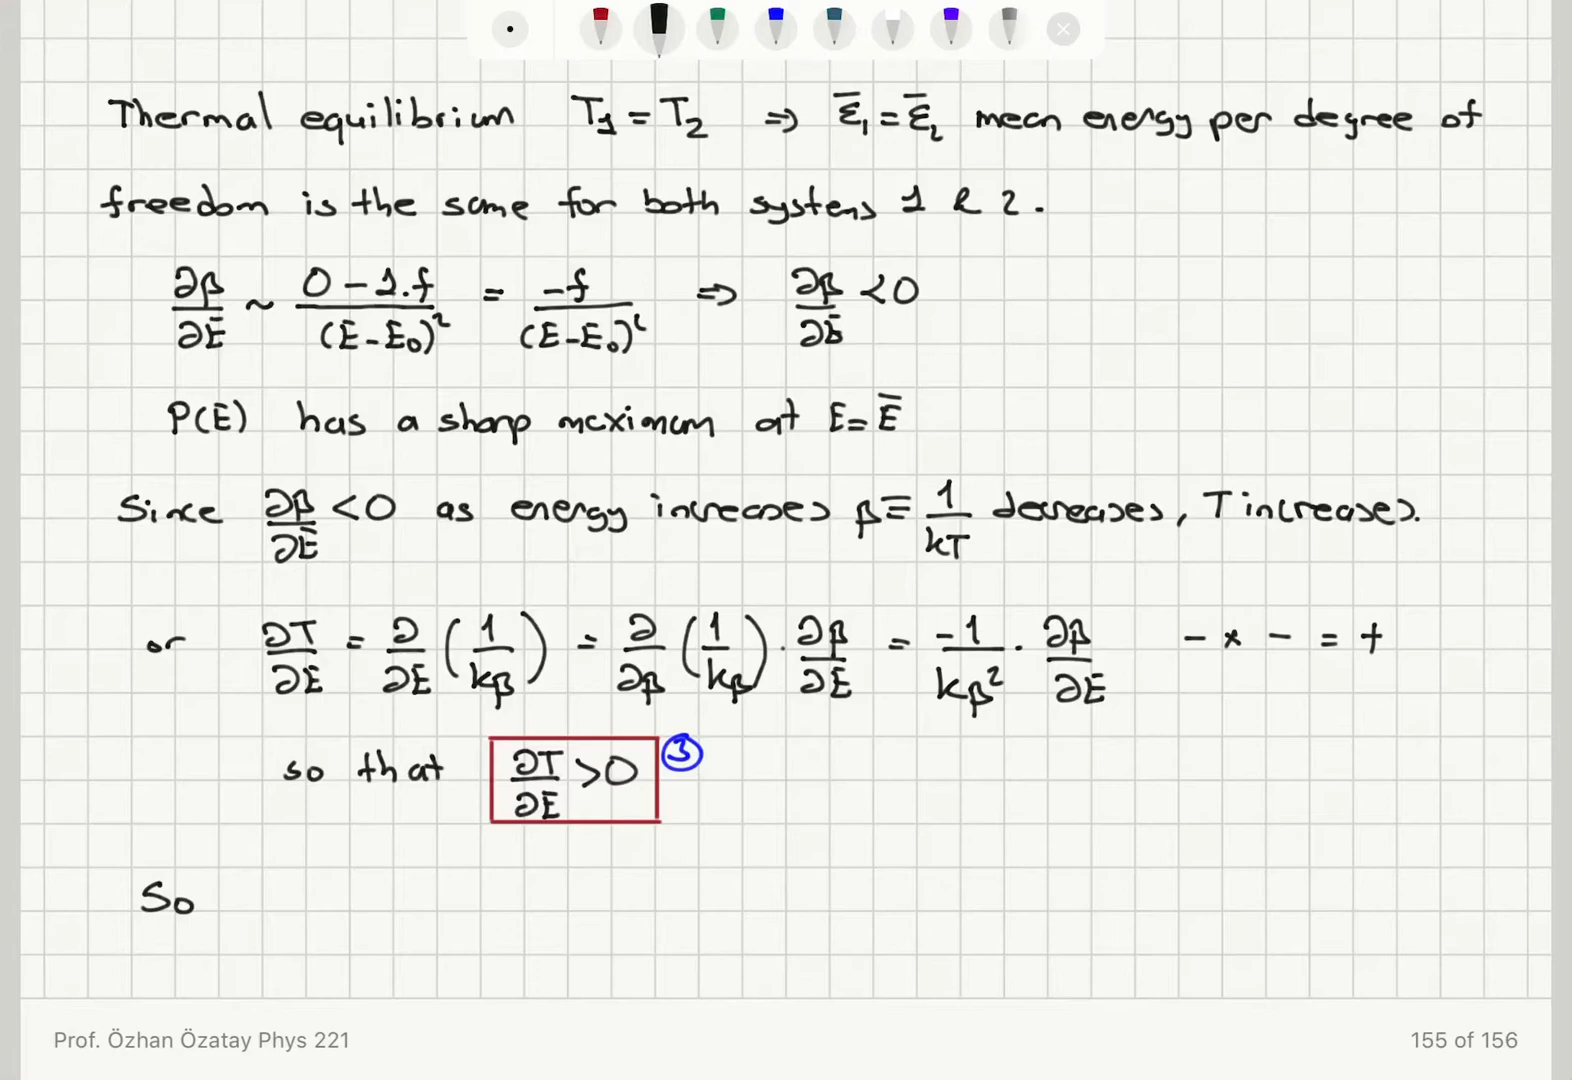 Thermal equilibrium T₁ = T₂ ⇒ ε̄₁ = ε̄₂ mean energy per degree of
freedom is the same for both systems 1 & 2.
∂β/∂E ~ (0 - 1.f)/(E-E₀)² = -f/(E-E₀)² ⇒ ∂β/∂E < 0
P(E) has a sharp maximum at E = Ē
Since ∂β/∂E < 0 as energy increases β ≡ 1/kT decreases, T increases.
or ∂T/∂E = ∂/∂E (1/kβ) = ∂/∂β (1/kβ) · ∂β/∂E = -1/kβ² · ∂β/∂E - x - = +
so that ∂T/∂E > 0 ③
So
Prof. Özhan Özatay Phys 221
155 of 156